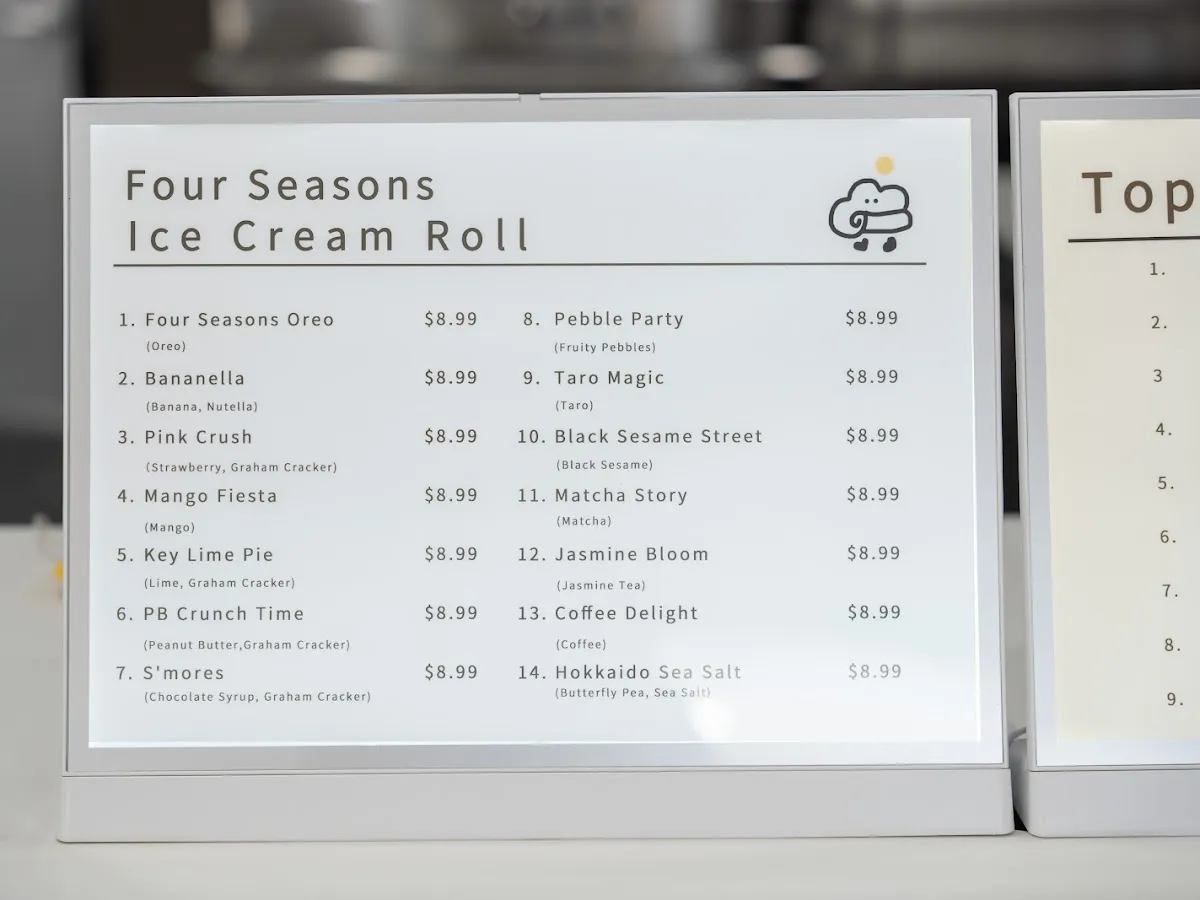 Four Seasons
Ice Cream Roll
1. Four Seasons Oreo $8.99
(Oreo)
2. Bananella $8.99
(Banana, Nutella)
3. Pink Crush $8.99
(Strawberry, Graham Cracker)
4. Mango Fiesta $8.99
(Mango)
5. Key Lime Pie $8.99
(Lime, Graham Cracker)
6. PB Crunch Time $8.99
(Peanut Butter,Graham Cracker)
7. S'mores $8.99
(Chocolate Syrup, Graham Cracker)
8. Pebble Party $8.99
(Fruity Pebbles)
9. Taro Magic $8.99
(Taro)
10. Black Sesame Street $8.99
(Black Sesame)
11. Matcha Story $8.99
(Matcha)
12. Jasmine Bloom $8.99
(Jasmine Tea)
13. Coffee Delight $8.99
(Coffee)
14. Hokkaido Sea Salt $8.99
(Butterfly Pea, Sea Salt)
Top
1.
2.
3
4.
5.
6.
7.
8.
9.